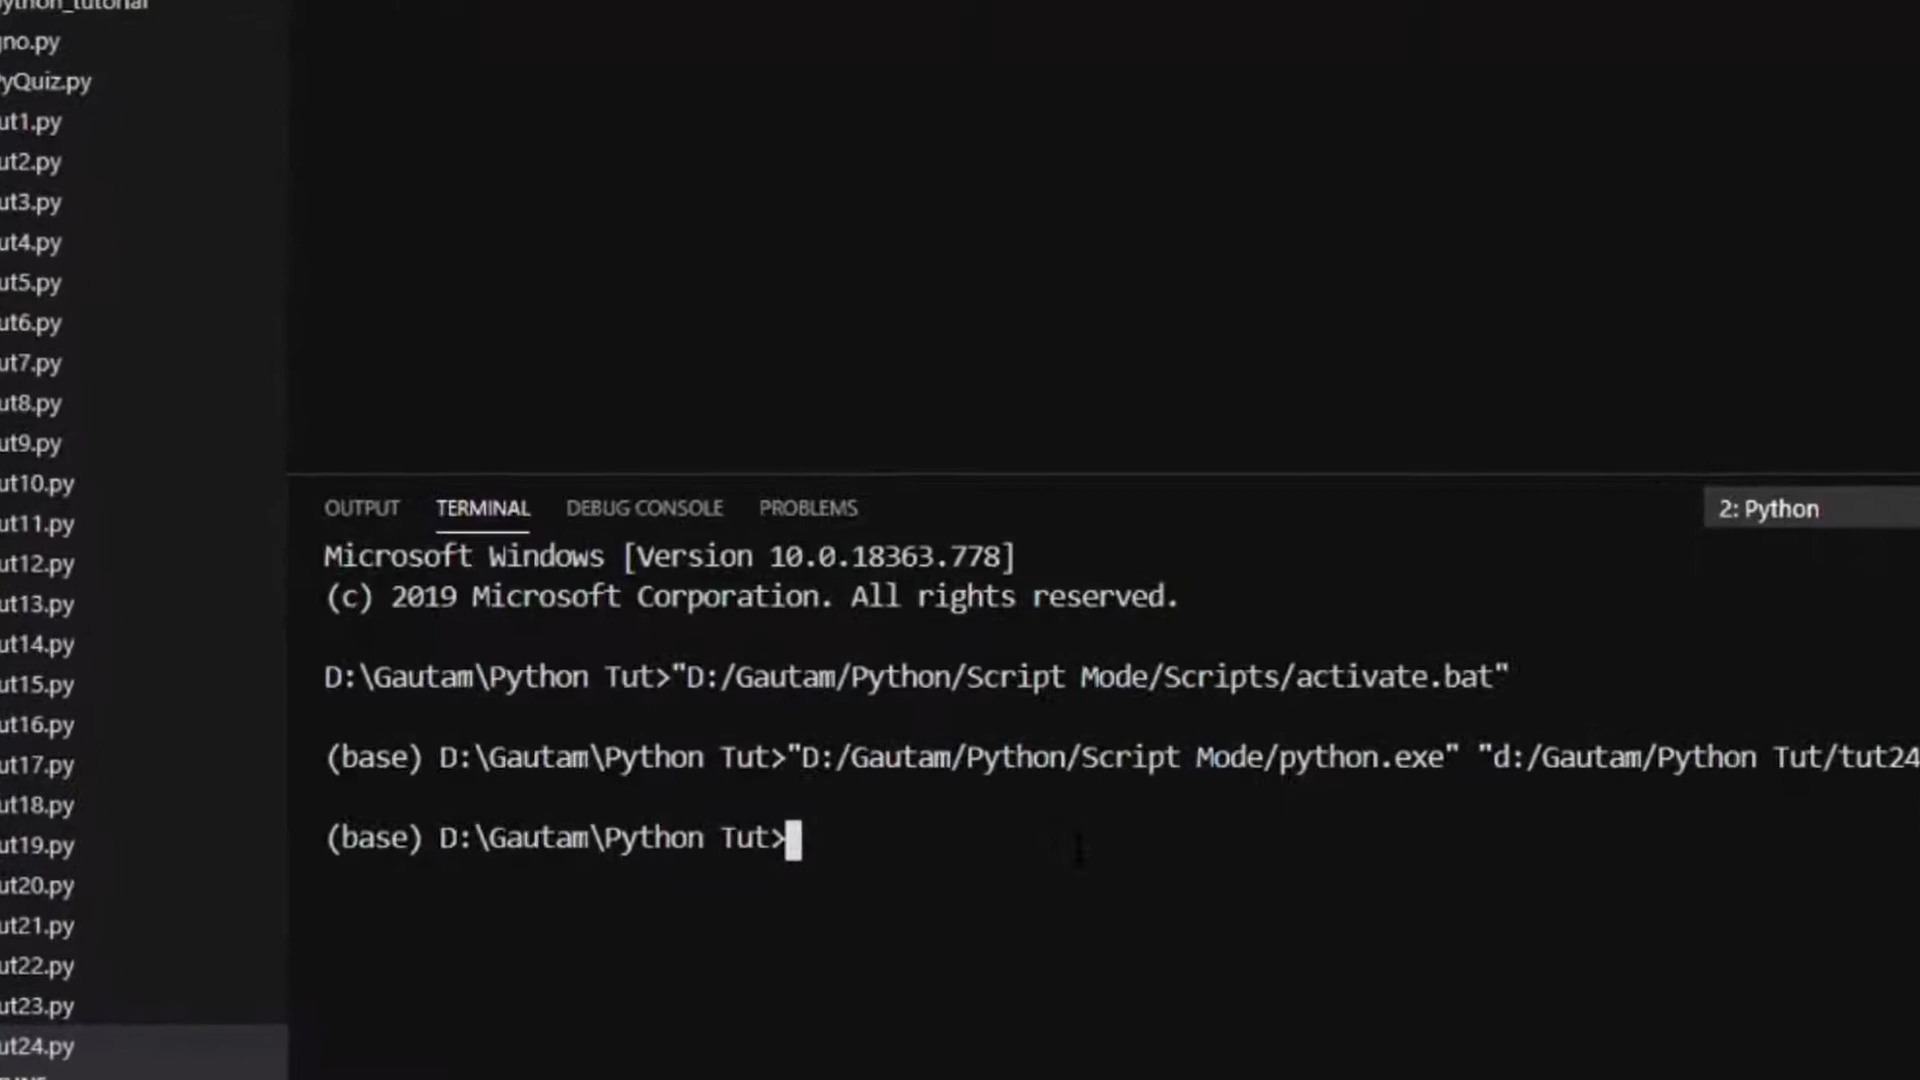 gno.py
yQuiz.py
ut1.py
ut2.py
ut3.py
ut4.py
ut5.py
ut6.py
ut7.py
ut8.py
ut9.py
ut10.py
ut11.py
ut12.py
ut13.py
ut14.py
ut15.py
ut16.py
ut17.py
ut18.py
ut19.py
ut20.py
ut21.py
ut22.py
ut23.py
ut24.py
OUTPUT TERMINAL DEBUG CONSOLE PROBLEMS 2: Python
Microsoft Windows [Version 10.0.18363.778]
(c) 2019 Microsoft Corporation. All rights reserved.
D:\Gautam\Python Tut>"D:/Gautam/Python/Script Mode/Scripts/activate.bat"
(base) D:\Gautam\Python Tut>"D:/Gautam/Python/Script Mode/python.exe" "d:/Gautam/Python Tut/tut24
(base) D:\Gautam\Python Tut>